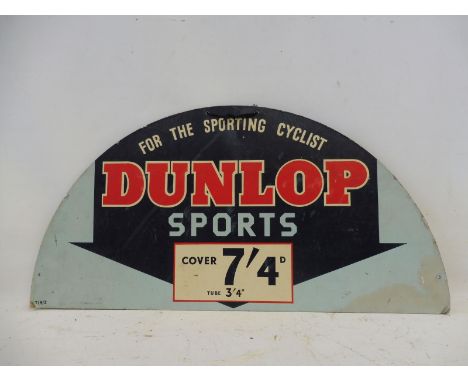 FOR THE SPORTING CYCLIST
DUNLOP
SPORTS
COVER 7'4D
TUBE 3'4"